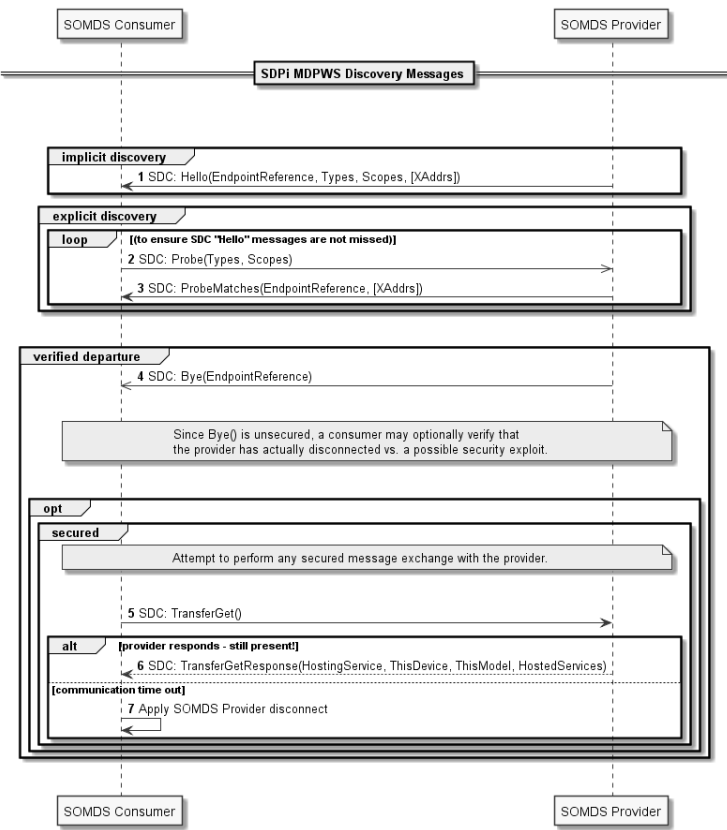 SOMDS Consumer
SOMDS Provider
SDPi MDPWS Discovery Messages
implicit discovery
1 SDC: Hello(EndpointReference, Types, Scopes, [XAddrs])
explicit discovery
loop [(to ensure SDC "Hello" messages are not missed)]
2 SDC: Probe(Types, Scopes)
3 SDC: ProbeMatches(EndpointReference, [XAddrs])
verified departure
4 SDC: Bye(EndpointReference)
Since Bye() is unsecured, a consumer may optionally verify that
the provider has actually disconnected vs. a possible security exploit.
opt
secured
Attempt to perform any secured message exchange with the provider.
5 SDC: TransferGet()
alt [provider responds - still present!]
6 SDC: TransferGetResponse(HostingService, ThisDevice, ThisModel, HostedServices)
[communication time out]
7 Apply SOMDS Provider disconnect
SOMDS Consumer
SOMDS Provider